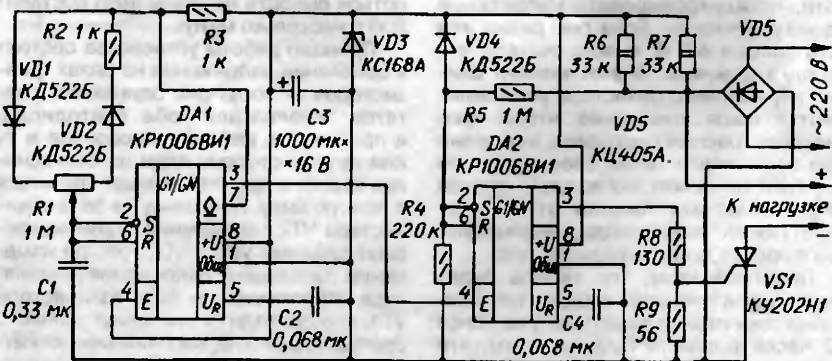 R2 1 к
R3
1 к
VD1
КД522Б
VD2
КД522Б
DA1
КР1006ВИ1
C3
1000 мк×
×16 В
VD3
КС168А
VD4
КД522Б
R6
33 к
R7
33 к
VD5
~220 В
R5 1 М
VD5
КЦ405А.
DA2
КР1006ВИ1
+
К нагрузке
−
R1
1 М
2
6
4
S
R
E
G1/GN
+U
Общ
UR
3
7
8
1
5
R4
220 к
2
6
4
S
R
E
G1/GN
+U
Общ
UR
3
8
1
5
R8
130
VS1
КУ202Н1
C1
0,33 мк
C2
0,068 мк
C4
0,068 мк
R9
56